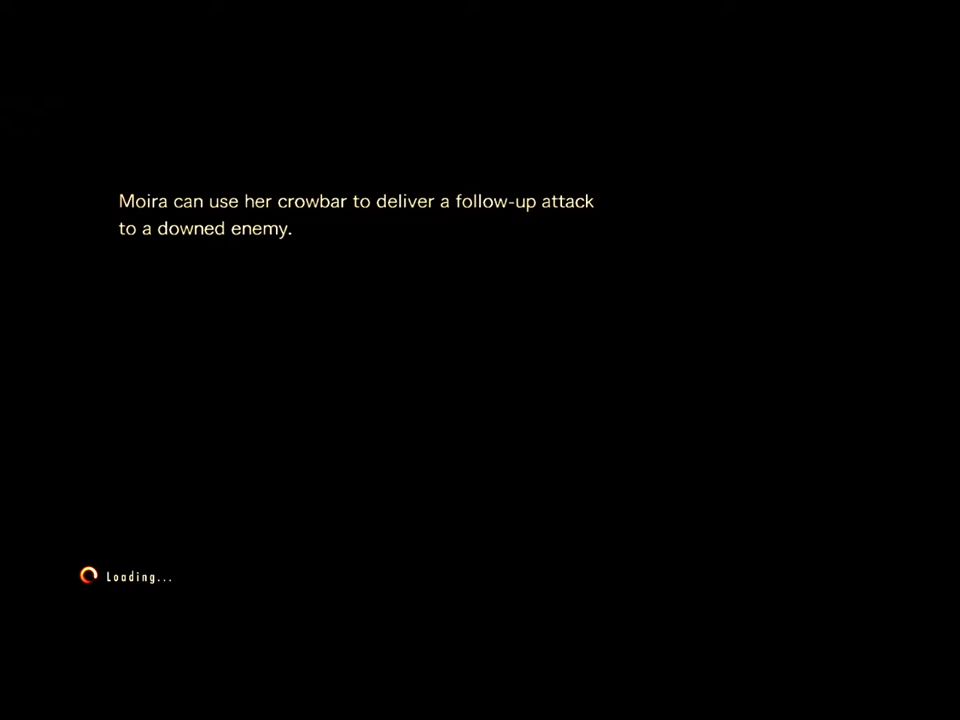 Moira can use her crowbar to deliver a follow-up attack
to a downed enemy.
Loading...